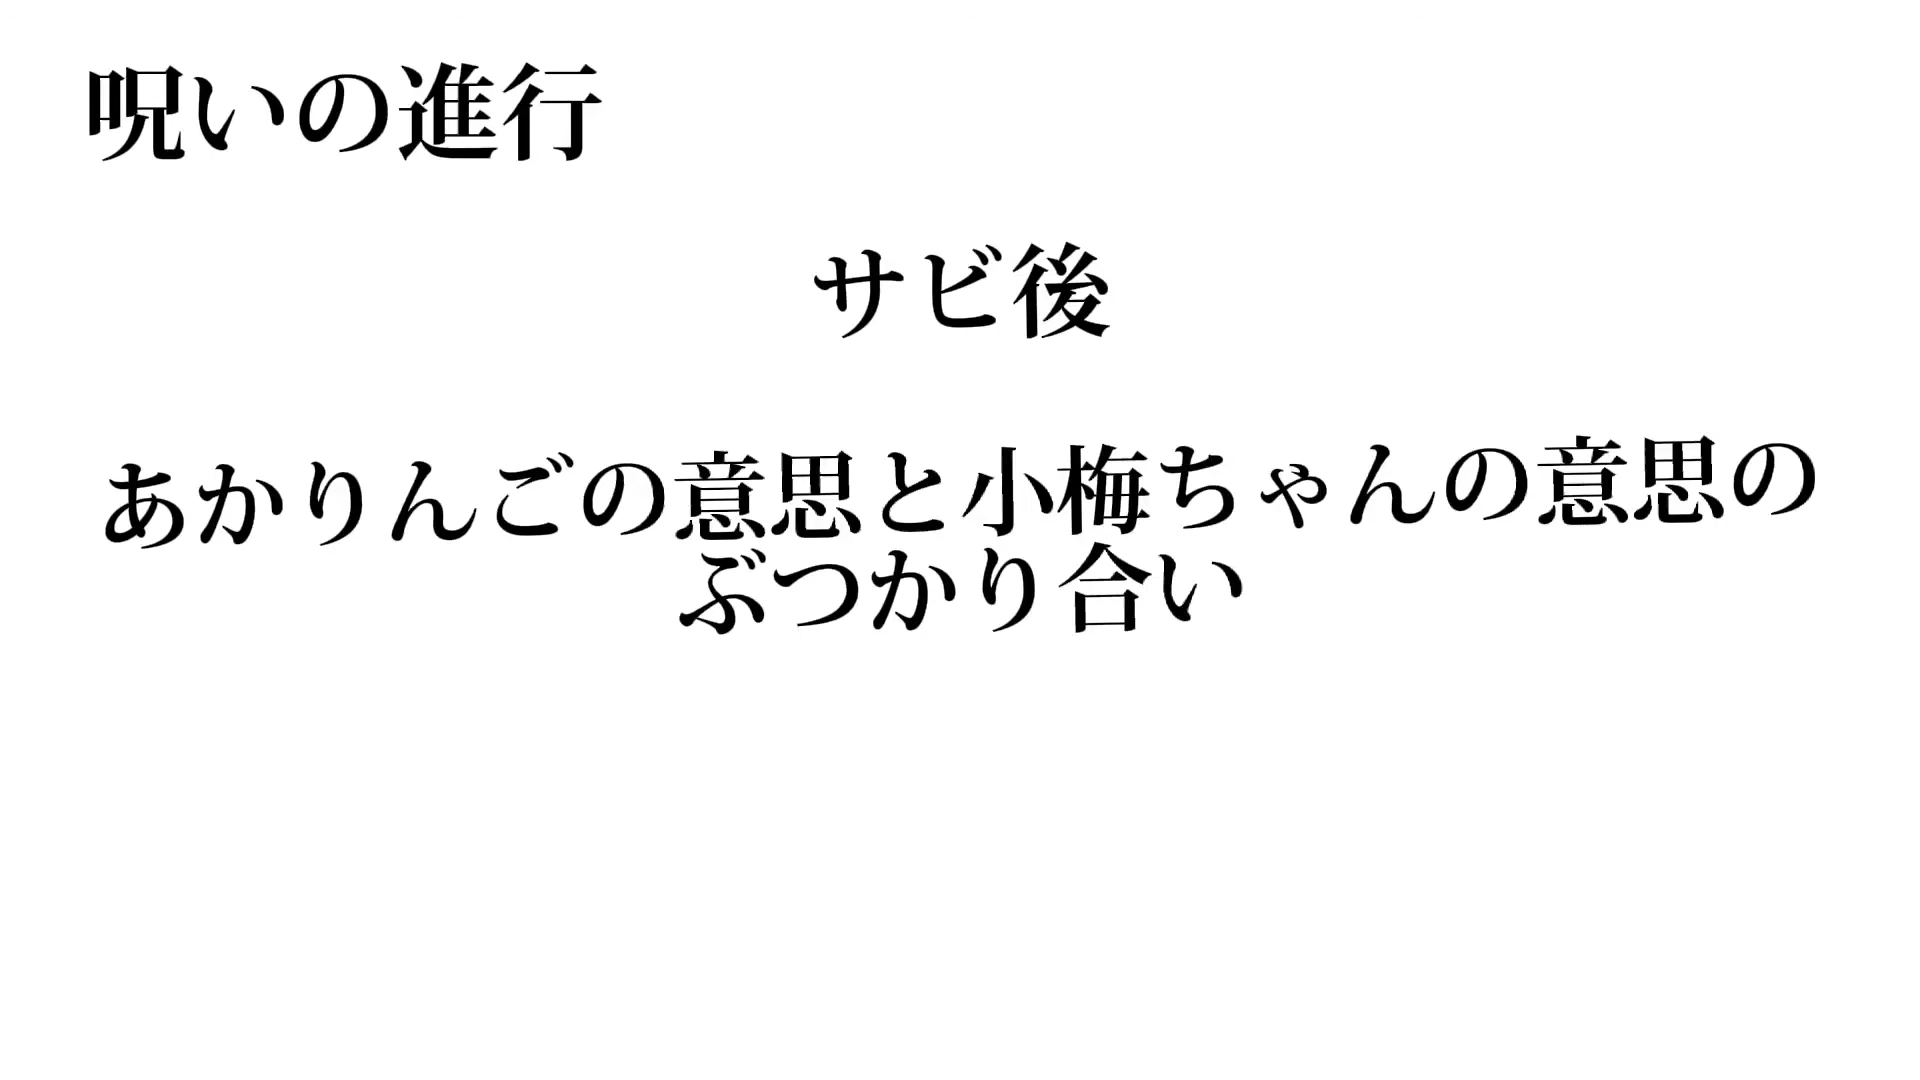 呪いの進行
サビ後
あかりんごの意思と小梅ちゃんの意思の
ぶつかり合い